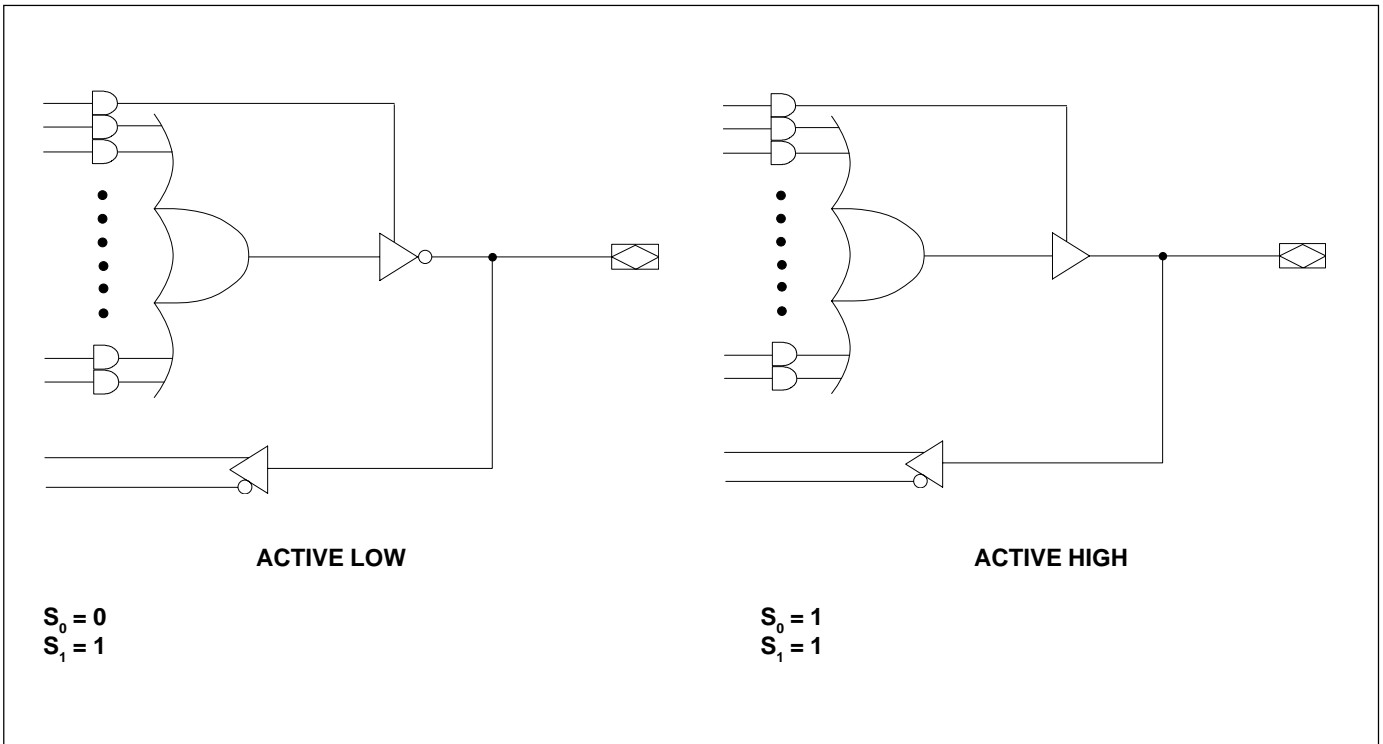 ACTIVE LOW
ACTIVE HIGH
S₀ = 0
S₁ = 1
S₀ = 1
S₁ = 1